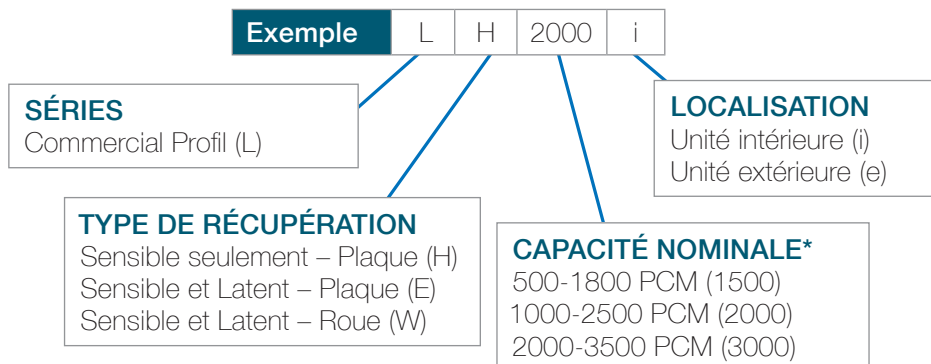 Exemple L H 2000 i
SÉRIES
Commercial Profil (L)
LOCALISATION
Unité intérieure (i)
Unité extérieure (e)
TYPE DE RÉCUPÉRATION
Sensible seulement – Plaque (H)
Sensible et Latent – Plaque (E)
Sensible et Latent – Roue (W)
CAPACITÉ NOMINALE*
500-1800 PCM (1500)
1000-2500 PCM (2000)
2000-3500 PCM (3000)